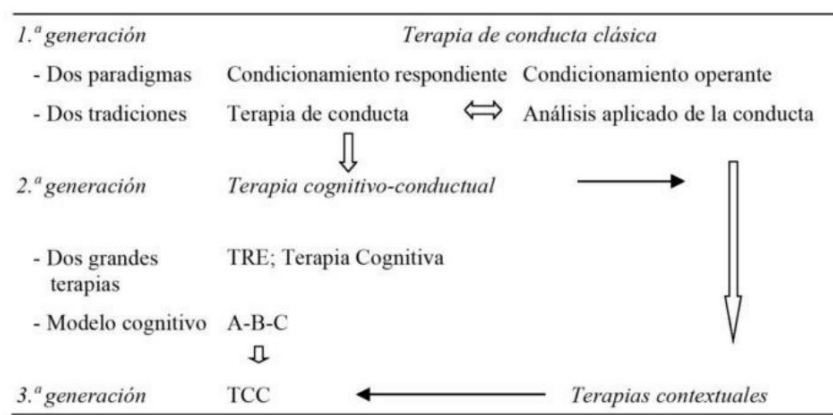 1.ª generación Terapia de conducta clásica
- Dos paradigmas Condicionamiento respondiente Condicionamiento operante
- Dos tradiciones Terapia de conducta Análisis aplicado de la conducta
2.ª generación Terapia cognitivo-conductual
- Dos grandes TRE; Terapia Cognitiva
terapias
- Modelo cognitivo A-B-C
3.ª generación TCC Terapias contextuales